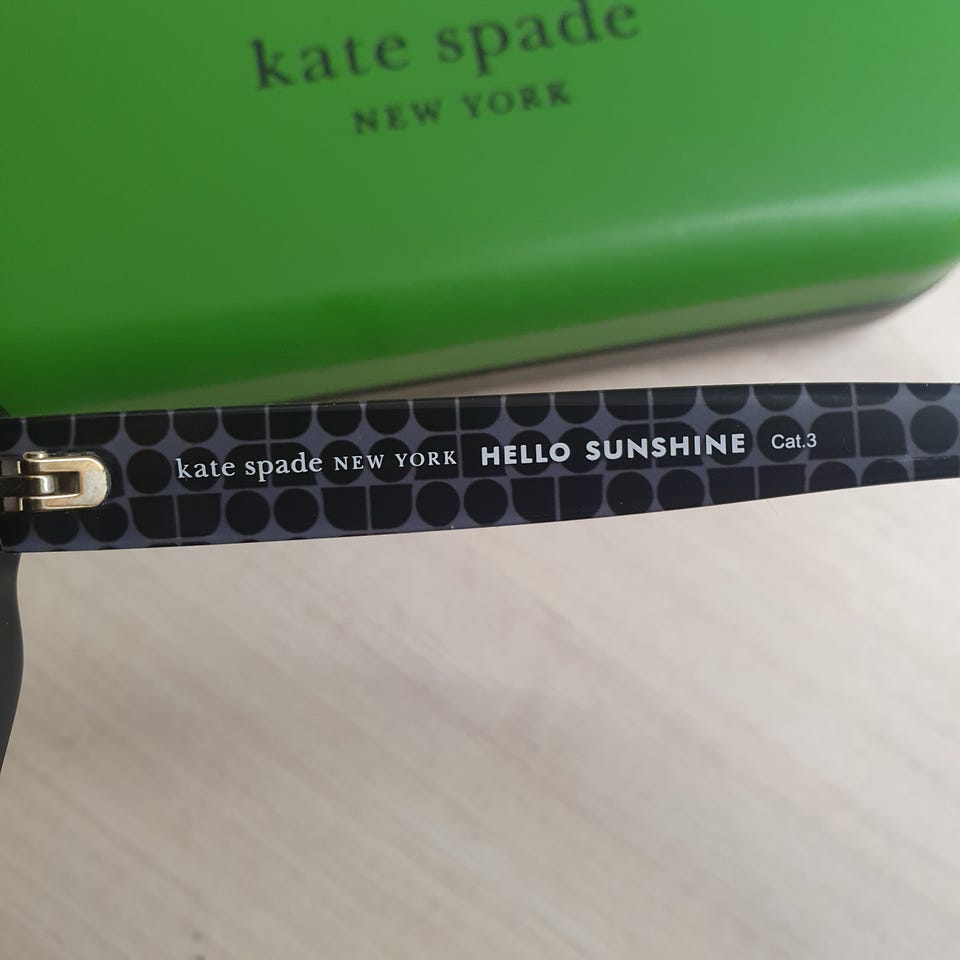 kate spade
NEW YORK
kate spade NEW YORK HELLO SUNSHINE Cat.3